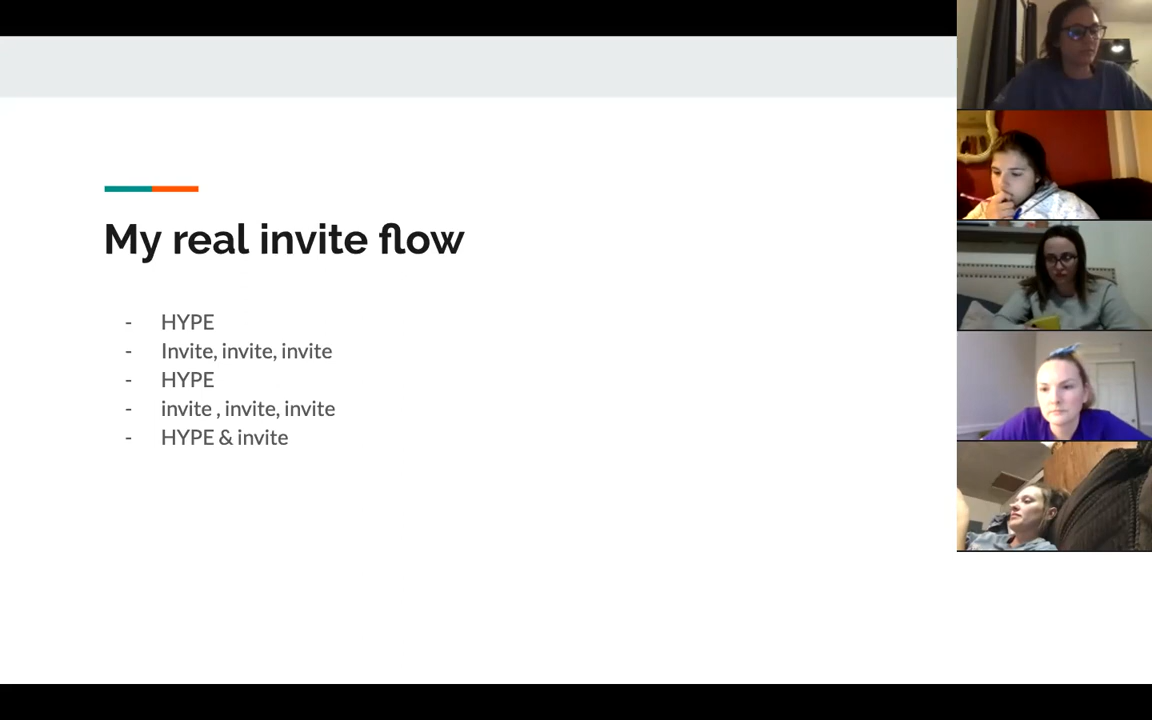 My real invite flow
- HYPE
- Invite, invite, invite
- HYPE
- invite , invite, invite
- HYPE & invite